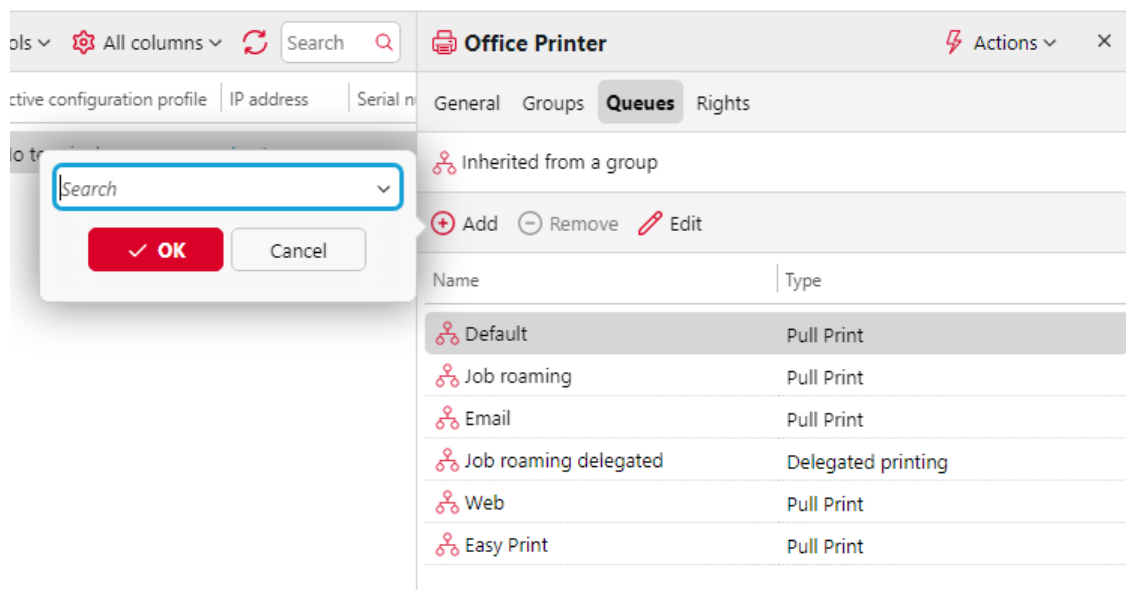 All columns
Search
Office Printer
Actions
configuration profile
IP address
Serial
General
Groups
Queues
Rights
Inherited from a group
Search
OK
Cancel
Add
Remove
Edit
Name
Type
Default
Pull Print
Job roaming
Pull Print
Email
Pull Print
Job roaming delegated
Delegated printing
Web
Pull Print
Easy Print
Pull Print